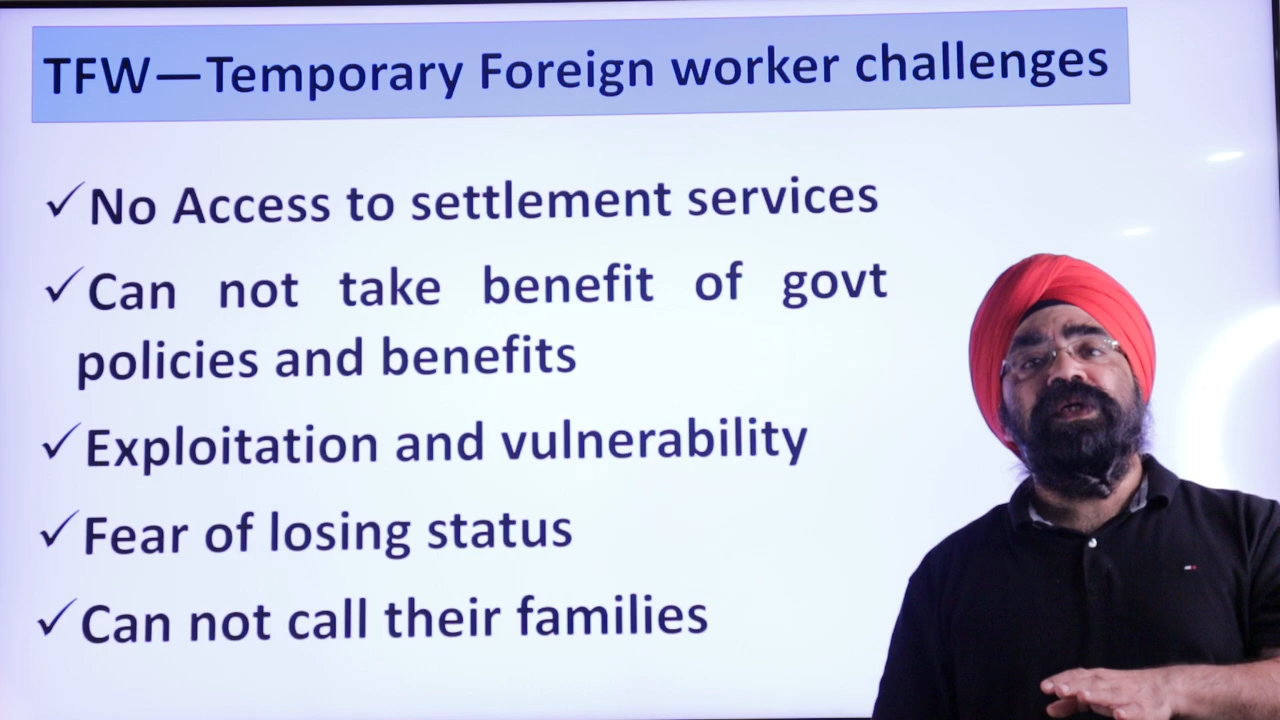 TFW—Temporary Foreign worker challenges
✓No Access to settlement services
✓Can not take benefit of govt
policies and benefits
✓Exploitation and vulnerability
✓Fear of losing status
✓Can not call their families